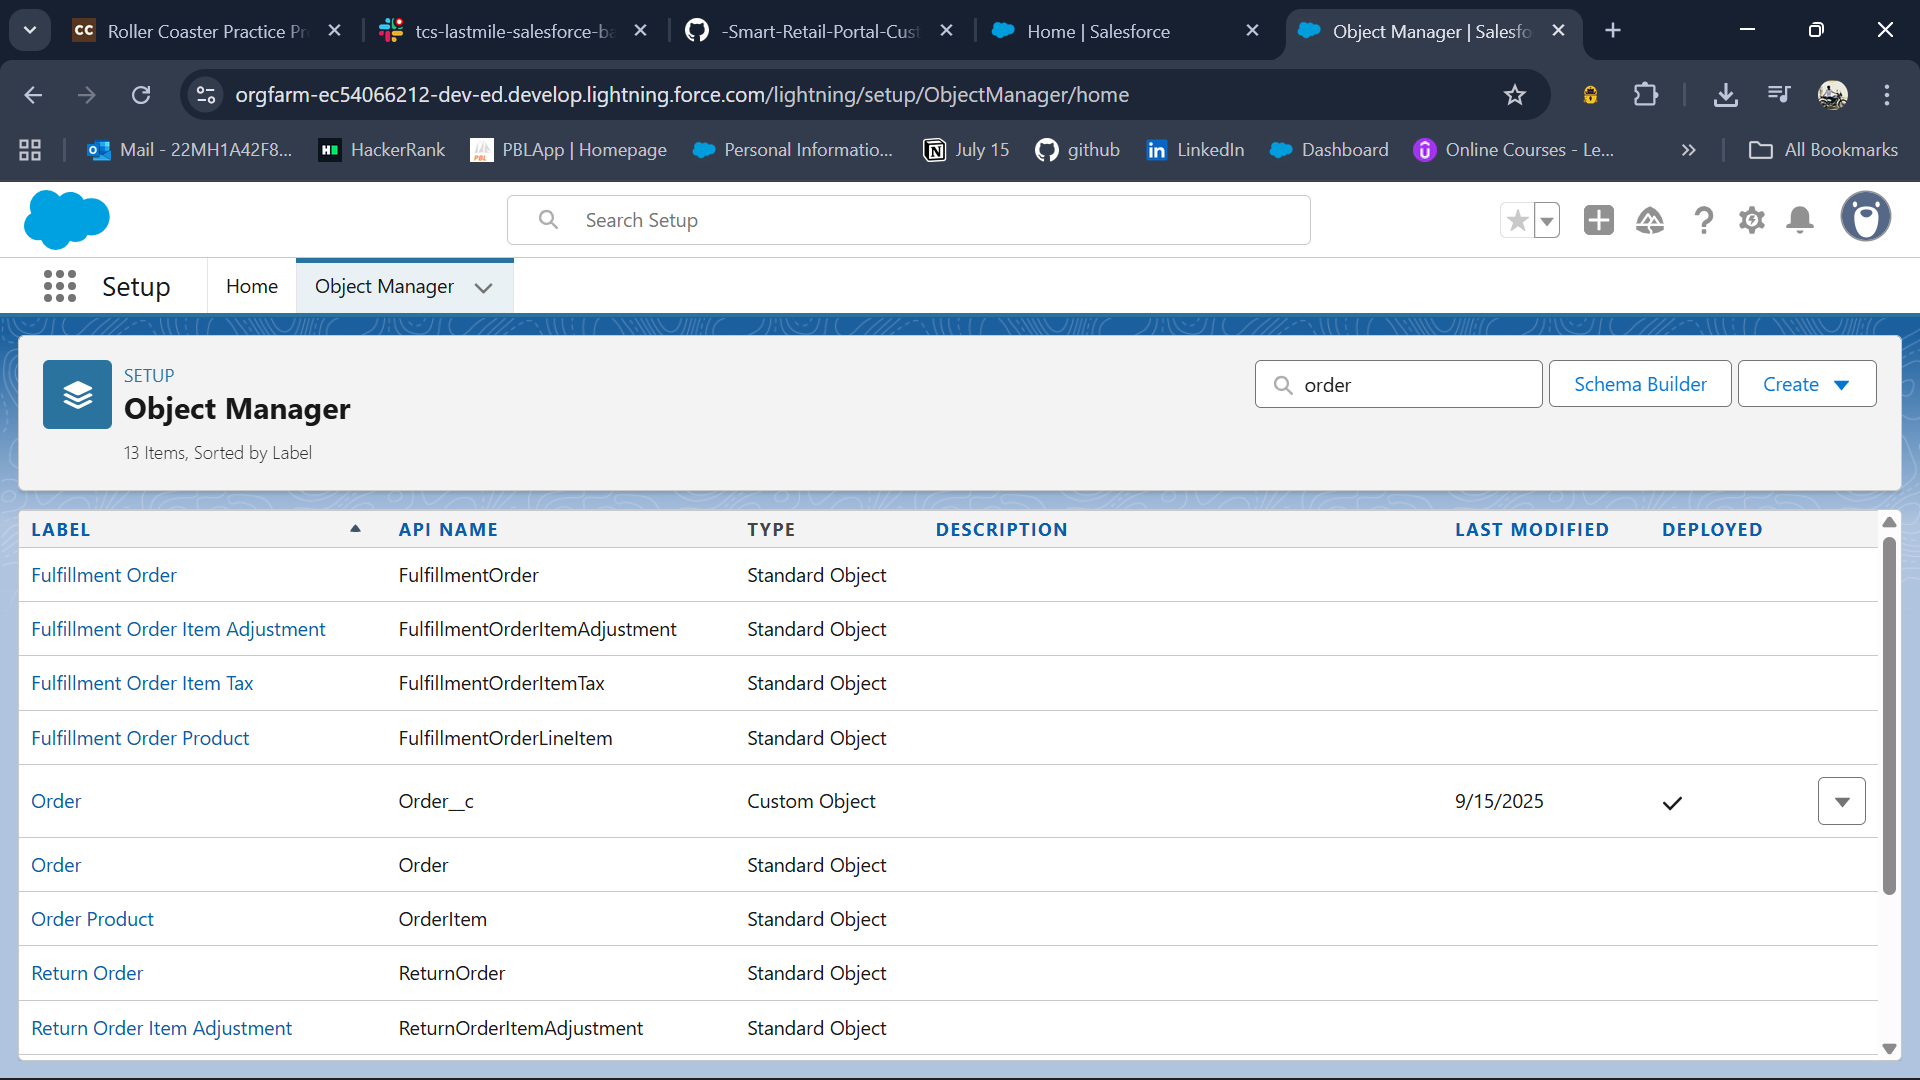 Roller Coaster Practice Pr
tcs-lastmile-salesforce-ba
-Smart-Retail-Portal-Cust
Home | Salesforce
Object Manager | Salesfo
orgfarm-ec54066212-dev-ed.develop.lightning.force.com/lightning/setup/ObjectManager/home
Mail - 22MH1A42F8...
HackerRank
PBLApp | Homepage
Personal Informatio...
July 15
github
LinkedIn
Dashboard
Online Courses - Le...
All Bookmarks
Search Setup
Setup
Home
Object Manager
SETUP
Object Manager
13 Items, Sorted by Label
order
Schema Builder
Create
LABEL API NAME TYPE DESCRIPTION LAST MODIFIED DEPLOYED
Fulfillment Order FulfillmentOrder Standard Object
Fulfillment Order Item Adjustment FulfillmentOrderItemAdjustment Standard Object
Fulfillment Order Item Tax FulfillmentOrderItemTax Standard Object
Fulfillment Order Product FulfillmentOrderLineItem Standard Object
Order Order__c Custom Object 9/15/2025
Order Order Standard Object
Order Product OrderItem Standard Object
Return Order ReturnOrder Standard Object
Return Order Item Adjustment ReturnOrderItemAdjustment Standard Object